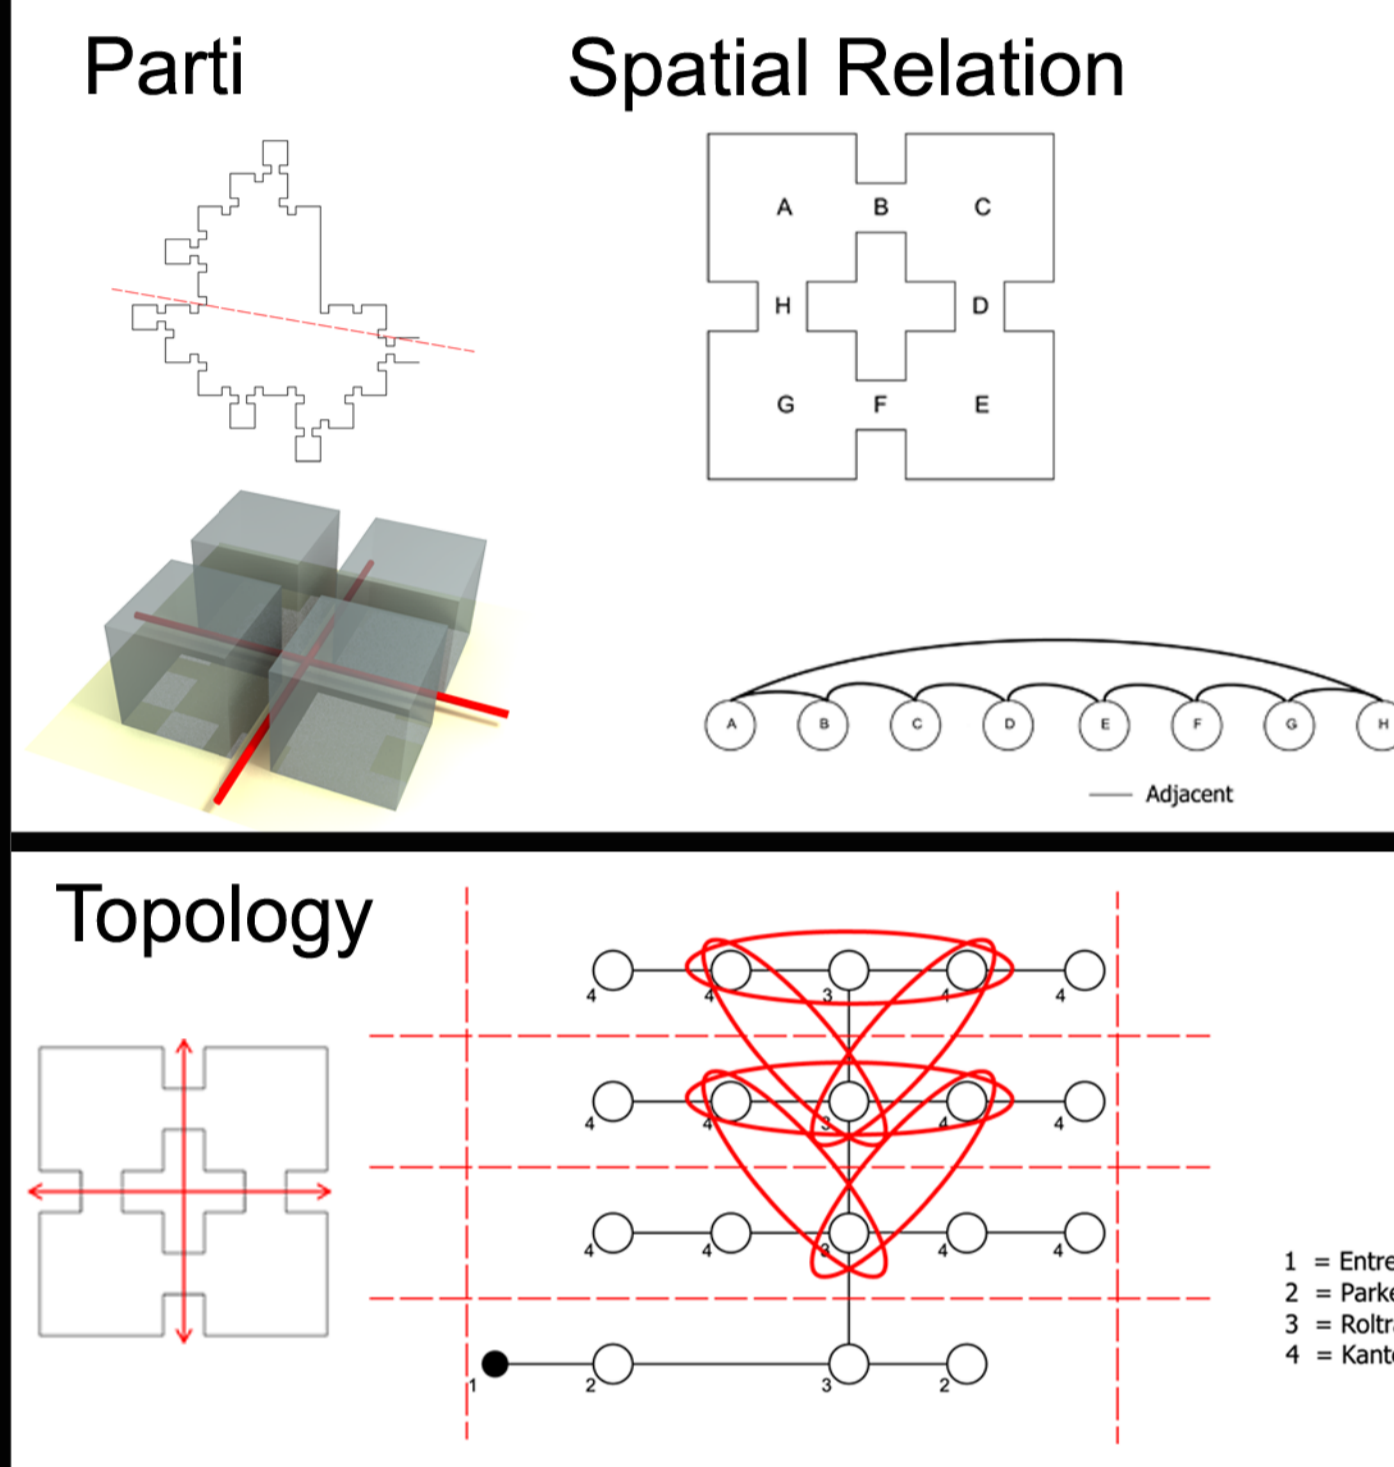 Parti
Spatial Relation
A B C
H D
G F E
A B C D E F G H
Adjacent
Topology
4 4 3 4 4
4 4 3 4 4
4 4 3 4 4
1 2 3 2
1 = Entre
2 = Parke
3 = Roltr
4 = Kant